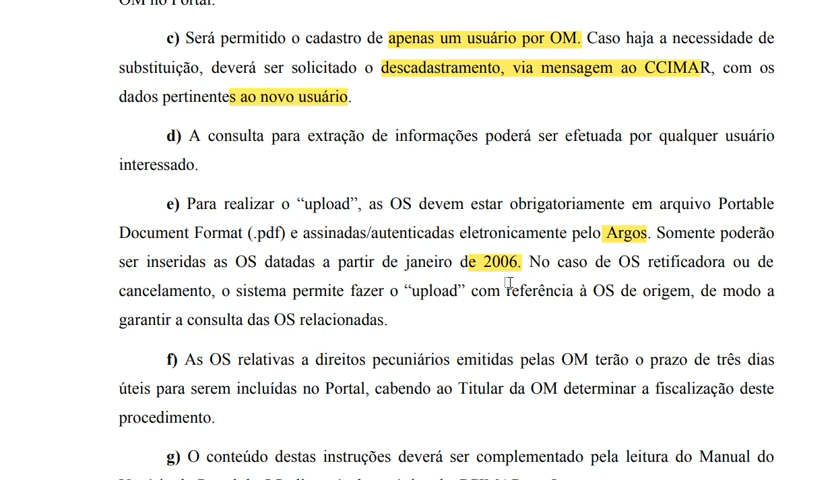 OM no Portal.
c) Será permitido o cadastro de apenas um usuário por OM. Caso haja a necessidade de
substituição, deverá ser solicitado o descadastramento, via mensagem ao CCIMAR, com os
dados pertinentes ao novo usuário.
d) A consulta para extração de informações poderá ser efetuada por qualquer usuário
interessado.
e) Para realizar o “upload”, as OS devem estar obrigatoriamente em arquivo Portable
Document Format (.pdf) e assinadas/autenticadas eletronicamente pelo Argos. Somente poderão
ser inseridas as OS datadas a partir de janeiro de 2006. No caso de OS retificadora ou de
cancelamento, o sistema permite fazer o “upload” com referência à OS de origem, de modo a
garantir a consulta das OS relacionadas.
f) As OS relativas a direitos pecuniários emitidas pelas OM terão o prazo de três dias
úteis para serem incluídas no Portal, cabendo ao Titular da OM determinar a fiscalização deste
procedimento.
g) O conteúdo destas instruções deverá ser complementado pela leitura do Manual do